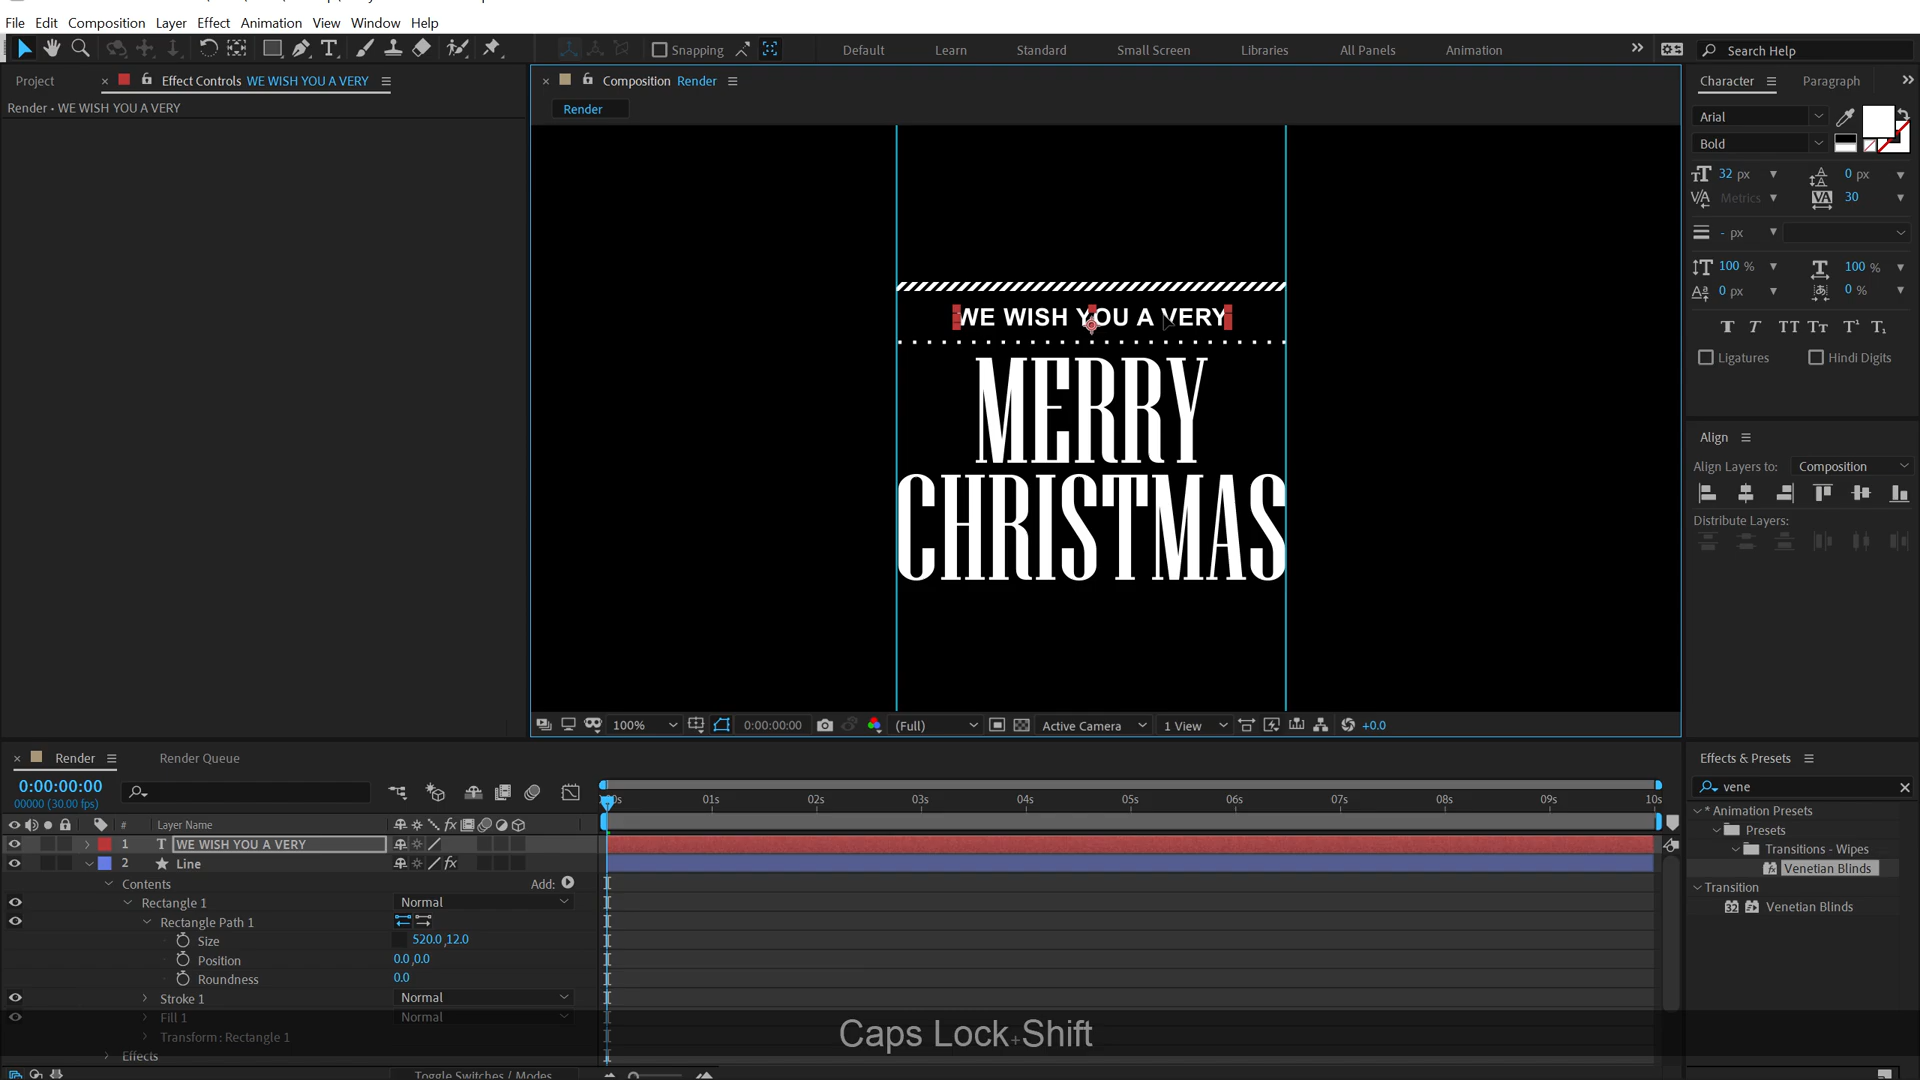 File Edit Composition Layer Effect Animation View Window Help
Snapping
Default Learn Standard Small Screen Libraries All Panels Animation
Search Help
Project
Effect Controls WE WISH YOU A VERY
Composition Render
Character Paragraph
Render • WE WISH YOU A VERY
Render
Arial
Bold
32 px
0 px
Metrics
30
- px
100 %
100 %
0 px
0 %
Ligatures
Hindi Digits
WE WISH YOU A VERY
MERRY
CHRISTMAS
Align
Align Layers to: Composition
Distribute Layers:
100%
0:00:00:00
(Full)
Active Camera
1 View
+0.0
Render
Render Queue
Effects & Presets
0:00:00:00
00000 (30.00 fps)
vene
01s 02s 03s 04s 05s 06s 07s 08s 09s 10s
# Layer Name
* Animation Presets
Presets
Transitions - Wipes
Venetian Blinds
Transition
Venetian Blinds
1 WE WISH YOU A VERY
2 Line
Contents
Add:
Rectangle 1
Normal
Rectangle Path 1
Size
520.0,12.0
Position
0.0,0.0
Roundness
0.0
Stroke 1
Normal
Fill 1
Normal
Transform: Rectangle 1
Effects
Toggle Switches / Modes
Caps Lock+Shift